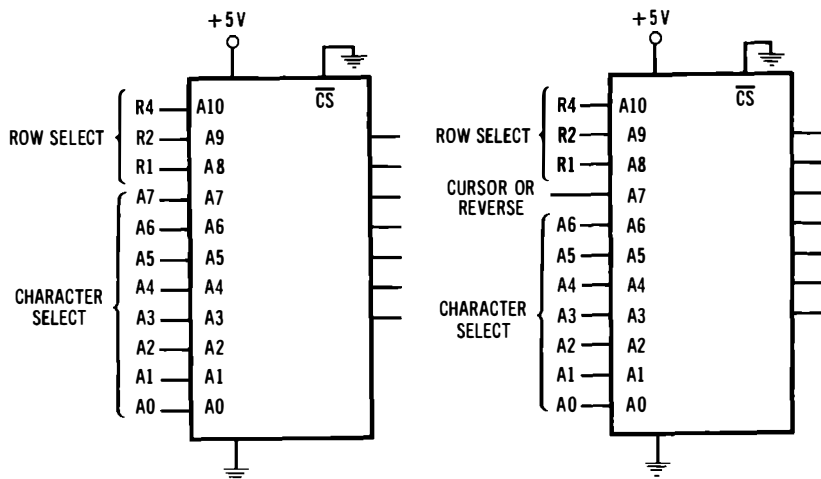 +5V
CS
R4 A10
ROW SELECT R2 A9
R1 A8
A7 A7
A6 A6
A5 A5
CHARACTER SELECT A4 A4
A3 A3
A2 A2
A1 A1
A0 A0
+5V
CS
R4 A10
ROW SELECT R2 A9
R1 A8
CURSOR OR REVERSE A7
A6 A6
A5 A5
CHARACTER SELECT A4 A4
A3 A3
A2 A2
A1 A1
A0 A0